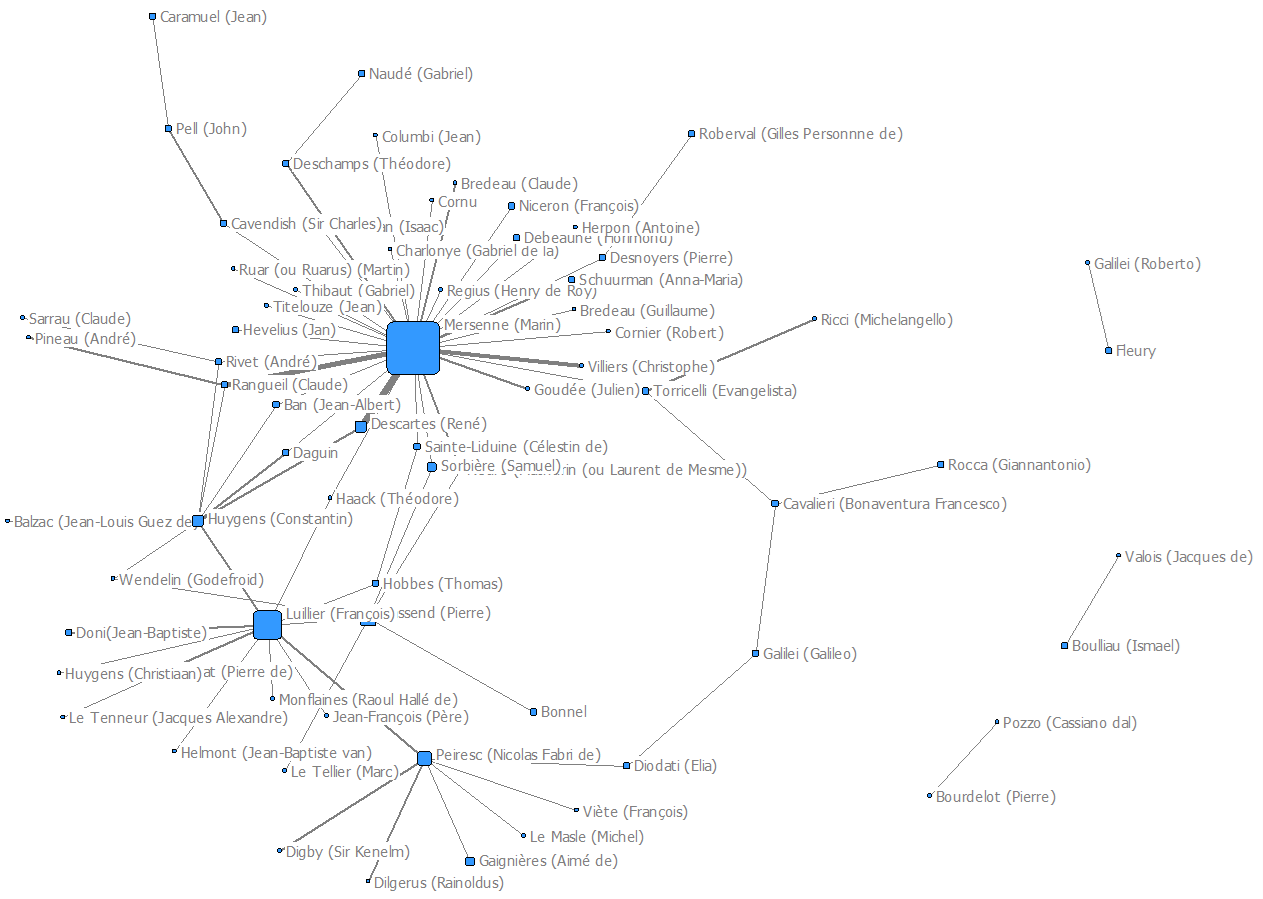 Caramuel (Jean)
Naudé (Gabriel)
Pell (John)
Columbi (Jean)
Roberval (Gilles Personnne de)
Deschamps (Théodore)
Bredeau (Claude)
Cornu
Niceron (François)
Cavendish (Sir Charles)
(Isaac)
Herpon (Antoine)
Debeaune (Florimond)
Charlonye (Gabriel de la)
Desnoyers (Pierre)
Galilei (Roberto)
Ruar (ou Ruarus) (Martin)
Schuurman (Anna-Maria)
Thibaut (Gabriel)
Regius (Henry de Roy)
Titelouze (Jean)
Bredeau (Guillaume)
Sarrau (Claude)
Ricci (Michelangello)
Mersenne (Marin)
Hevelius (Jan)
Cornier (Robert)
Pineau (André)
Fleury
Rivet (André)
Villiers (Christophe)
Rangueil (Claude)
Goudée (Julien)
Torricelli (Evangelista)
Ban (Jean-Albert)
Descartes (René)
Sainte-Liduine (Célestin de)
Daguin
Sorbière (Samuel)
(ou Laurent de Mesme))
Rocca (Giannantonio)
Haack (Théodore)
Cavalieri (Bonaventura Francesco)
Balzac (Jean-Louis Guez de
Huygens (Constantin)
Valois (Jacques de)
Wendelin (Godefroid)
Hobbes (Thomas)
Luillier (François)
ssend (Pierre)
Doni(Jean-Baptiste)
Boulliau (Ismael)
Galilei (Galileo)
Huygens (Christiaan)
at (Pierre de)
Monflaines (Raoul Hallé de)
Le Tenneur (Jacques Alexandre)
Jean-François (Père)
Bonnel
Pozzo (Cassiano dal)
Helmont (Jean-Baptiste van)
Peiresc (Nicolas Fabri de)
Diodati (Elia)
Le Tellier (Marc)
Bourdelot (Pierre)
Viète (François)
Le Masle (Michel)
Digby (Sir Kenelm)
Gaignières (Aimé de)
Dilgerus (Rainoldus)